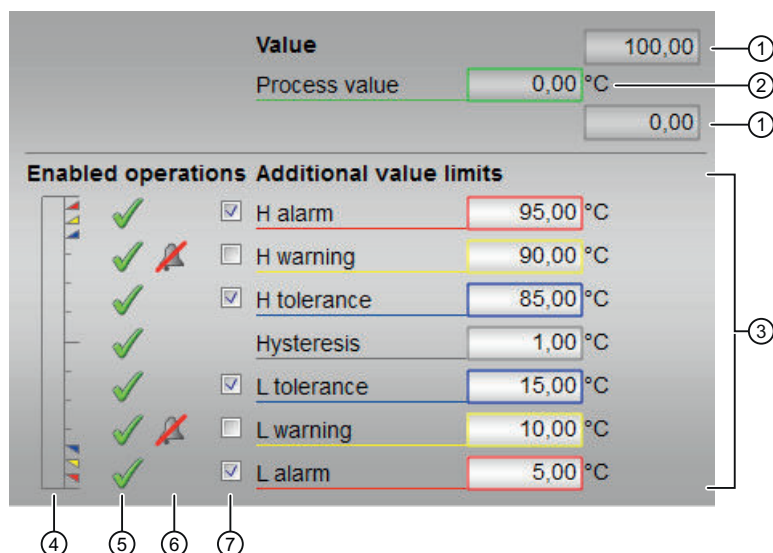 Value 100,00 ①
Process value 0,00 °C ②
0,00 ①
Enabled operations Additional value limits
H alarm 95,00 °C
H warning 90,00 °C
H tolerance 85,00 °C
Hysteresis 1,00 °C ③
L tolerance 15,00 °C
L warning 10,00 °C
L alarm 5,00 °C
④ ⑤ ⑥ ⑦